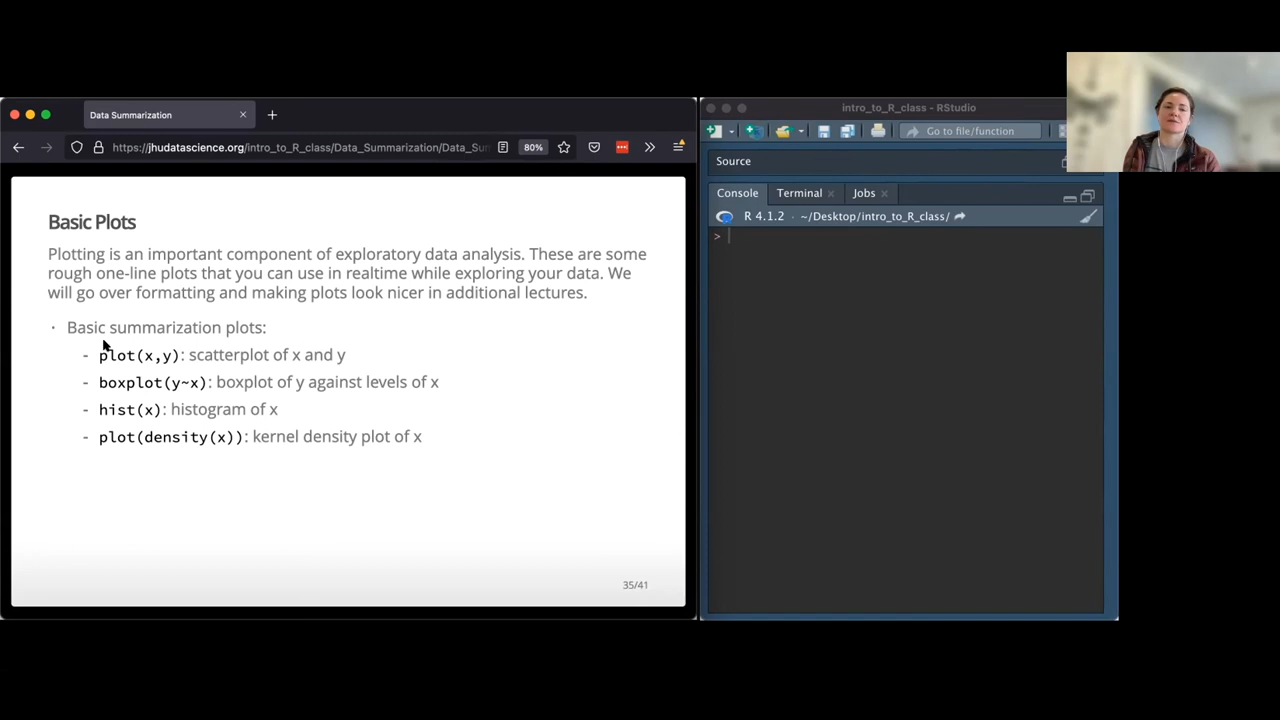 Data Summarization
https://jhudatascience.org/intro_to_R_class/Data_Summarization/Data_Su
80%
Basic Plots
Plotting is an important component of exploratory data analysis. These are some
rough one-line plots that you can use in realtime while exploring your data. We
will go over formatting and making plots look nicer in additional lectures.
· Basic summarization plots:
- plot(x,y): scatterplot of x and y
- boxplot(y~x): boxplot of y against levels of x
- hist(x): histogram of x
- plot(density(x)): kernel density plot of x
35/41
intro_to_R_class - RStudio
Go to file/function
Source
Console Terminal Jobs
R 4.1.2 · ~/Desktop/intro_to_R_class/
>